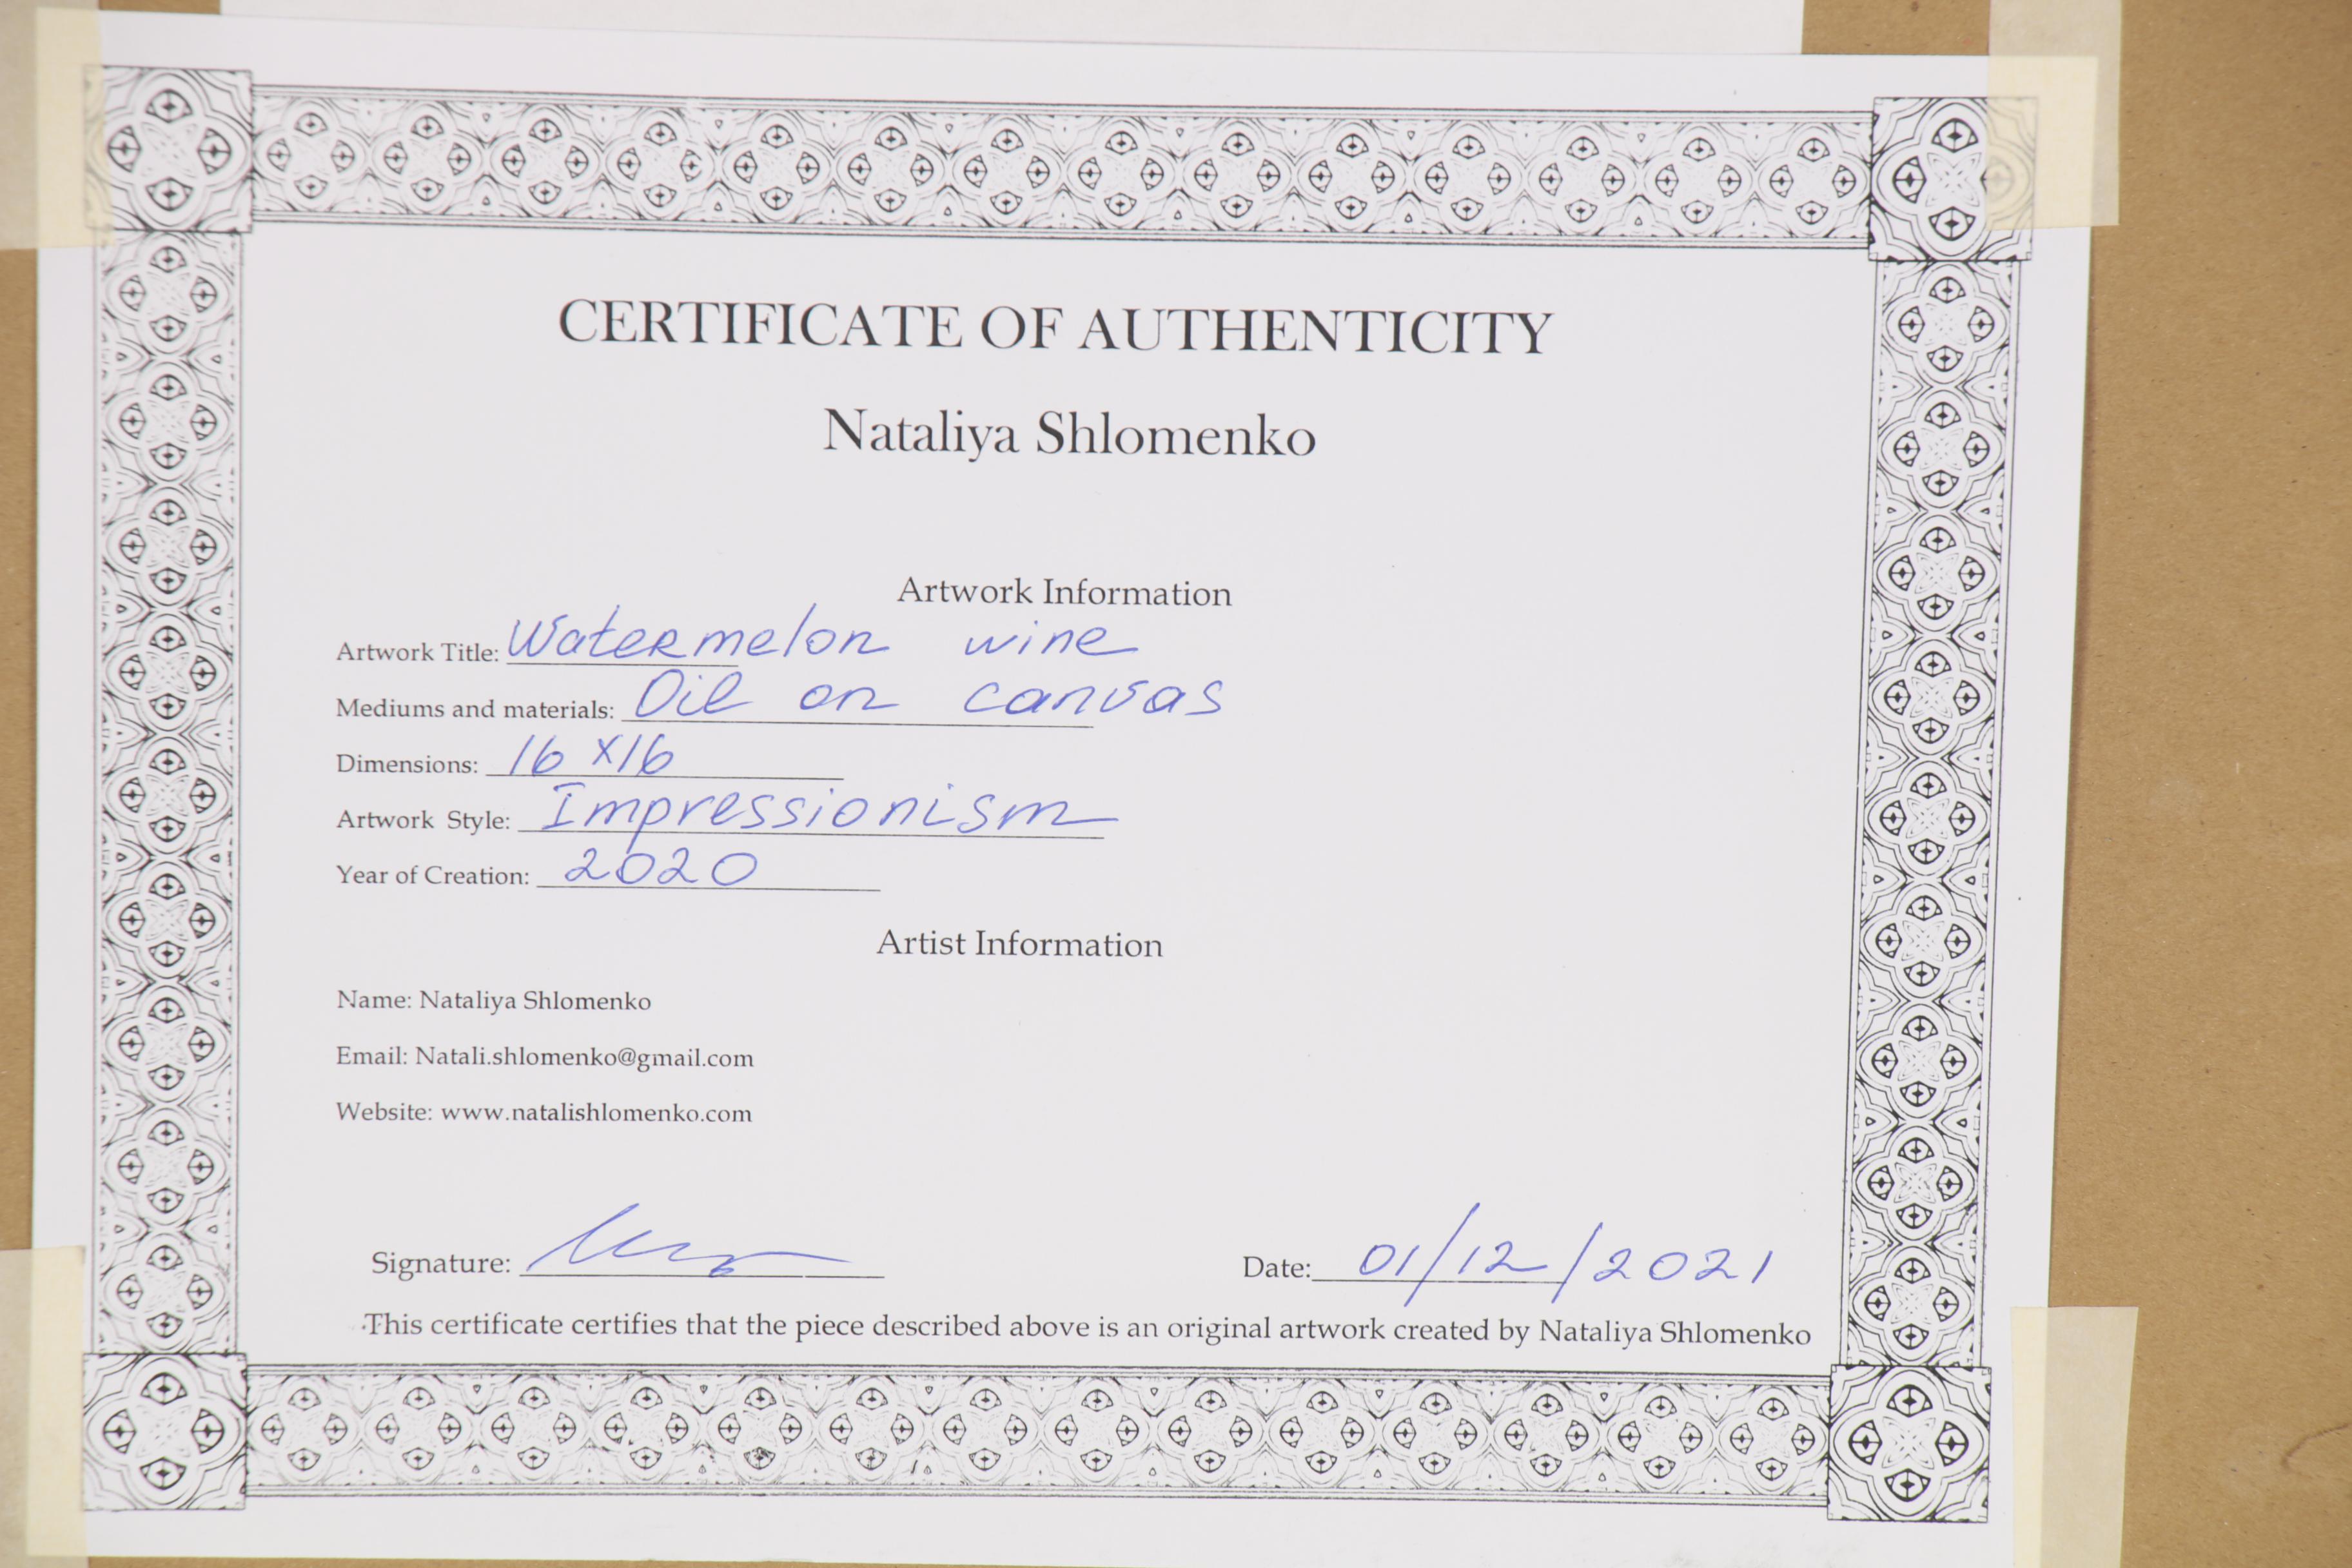 CERTIFICATE OF AUTHENTICITY
Nataliya Shlomenko
Artwork Information
Artwork Title: Watermelon wine
Mediums and materials: Oil on canvas
Dimensions: 16 x16
Artwork Style: Impressionism
Year of Creation: 2020
Artist Information
Name: Nataliya Shlomenko
Email: Natali.shlomenko@gmail.com
Website: www.natalishlomenko.com
Signature: Date: 01/12/2021
This certificate certifies that the piece described above is an original artwork created by Nataliya Shlomenko